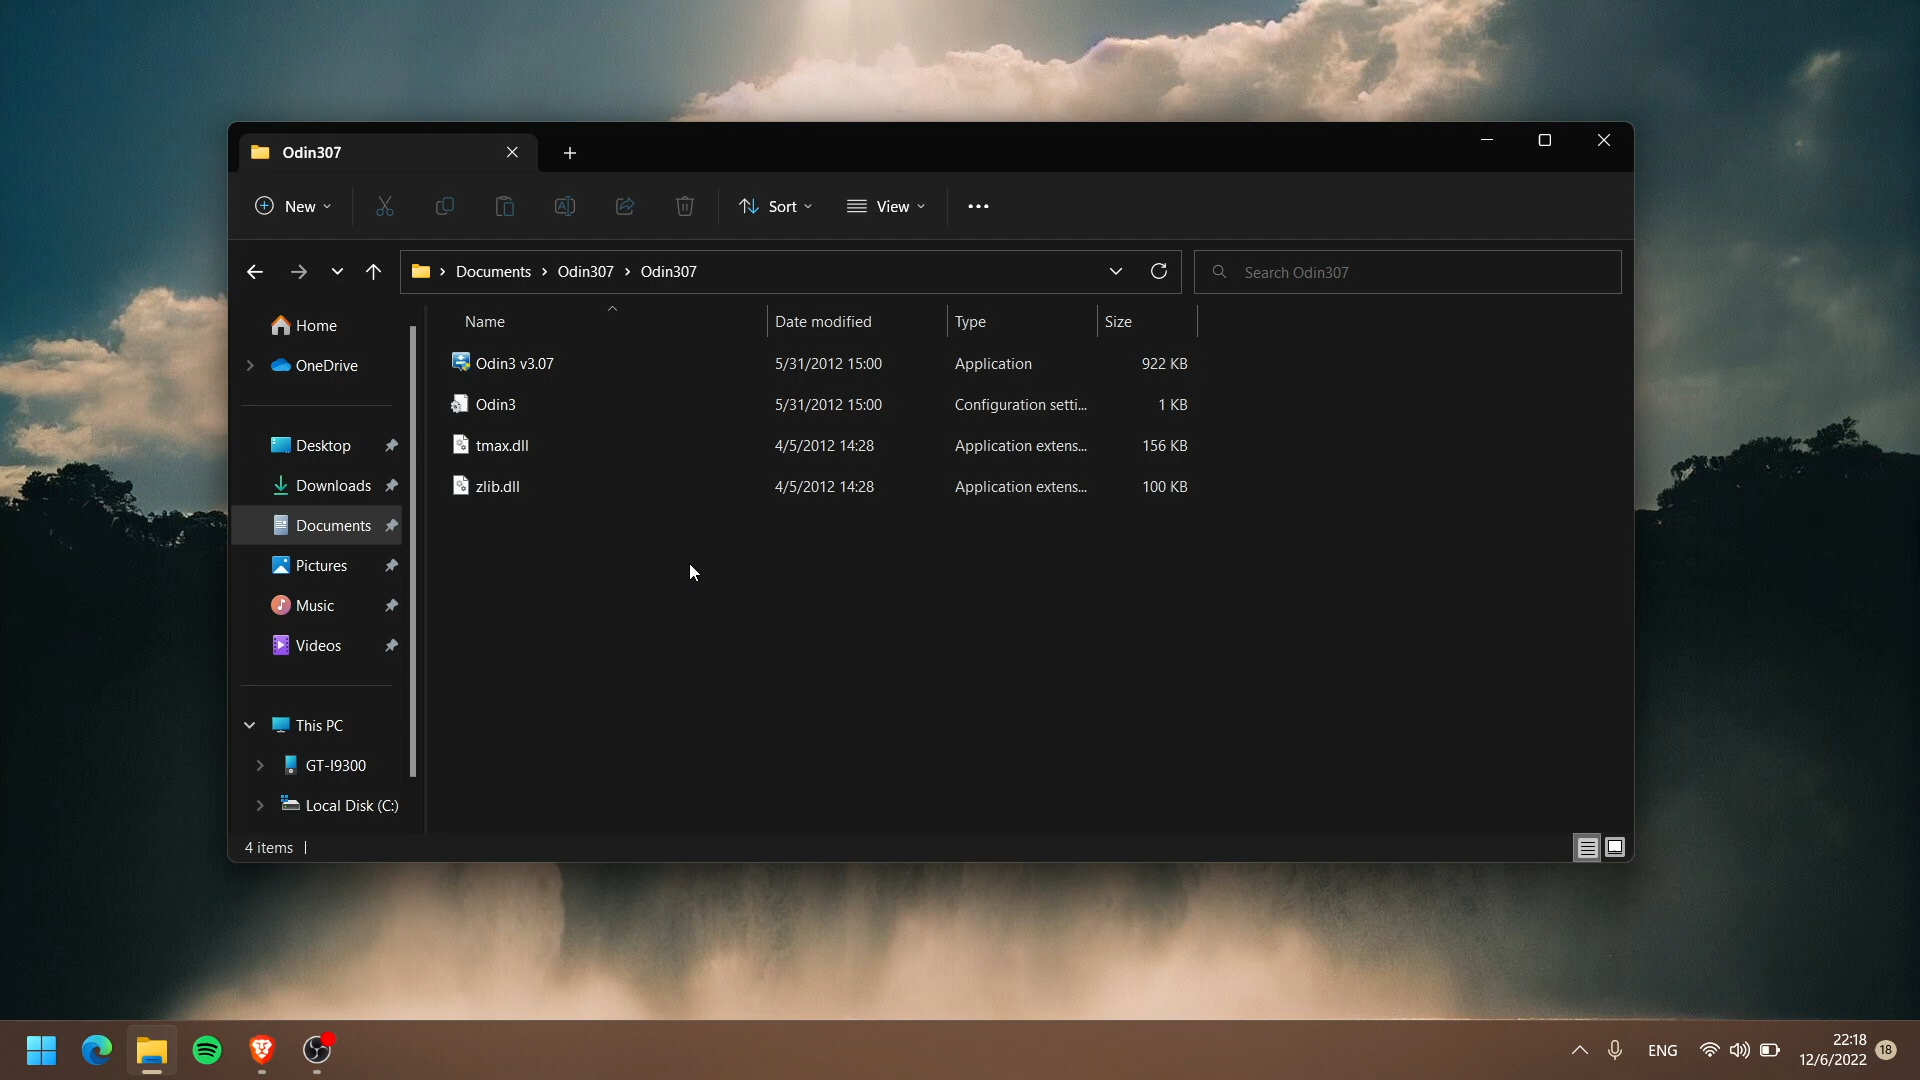 Odin307
New
Sort
View
Documents Odin307 Odin307
Search Odin307
Home
OneDrive
Desktop
Downloads
Documents
Pictures
Music
Videos
This PC
GT-I9300
Local Disk (C:)
Name Date modified Type Size
Odin3 v3.07 5/31/2012 15:00 Application 922 KB
Odin3 5/31/2012 15:00 Configuration setti... 1 KB
tmax.dll 4/5/2012 14:28 Application extens... 156 KB
zlib.dll 4/5/2012 14:28 Application extens... 100 KB
4 items
ENG
22:18
12/6/2022
18